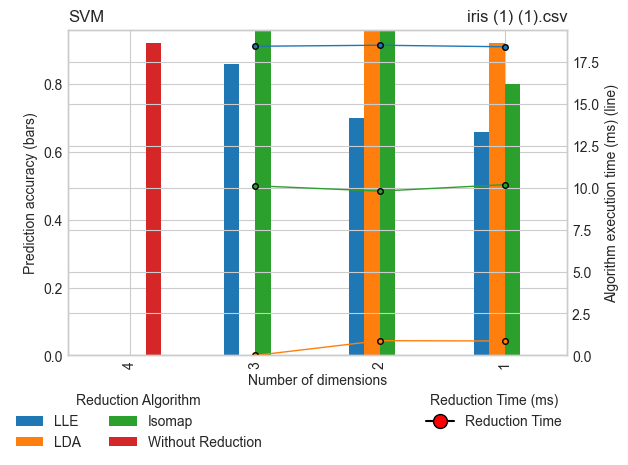 SVM
iris (1) (1).csv
Prediction accuracy (bars)
0.8
0.6
0.4
0.2
0.0
17.5
15.0
12.5
10.0
7.5
5.0
2.5
0.0
Algorithm execution time (ms) (line)
4
3
2
1
Number of dimensions
Reduction Algorithm
LLE
LDA
Isomap
Without Reduction
Reduction Time (ms)
Reduction Time